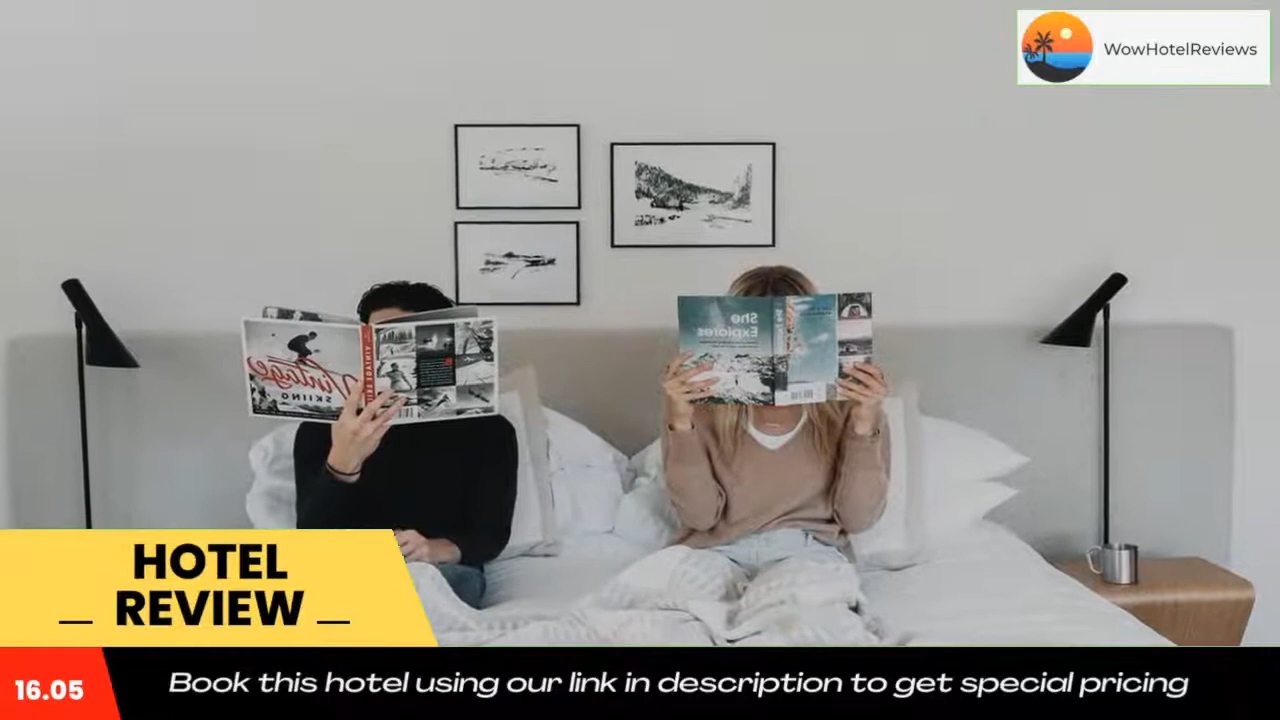 WowHotelReviews
Vintage
SKIING
She
Explores
HOTEL
REVIEW
16.05
Book this hotel using our link in description to get special pricing